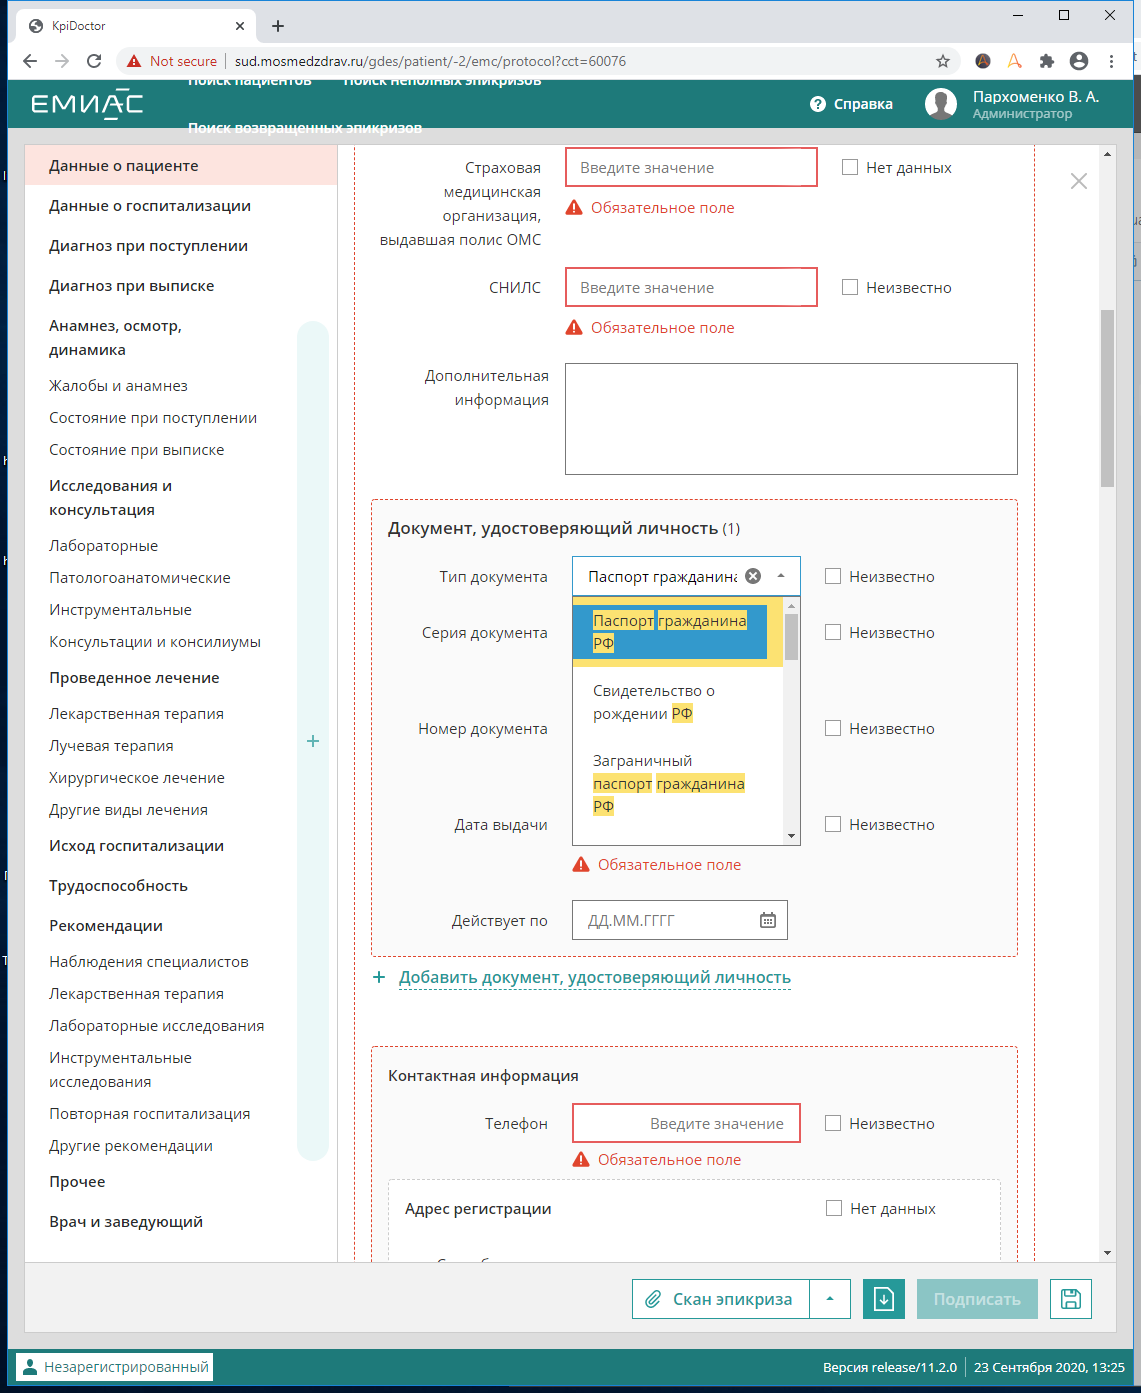 KpiDoctor
Not secure
sud.mosmedzdrav.ru/gdes/patient/-2/emc/protocol?cct=60076
ЕМИАС
Поиск пациентов
Поиск неполных эпикризов
Поиск возвращенных эпикризов
Справка
Пархоменко В. А.
Администратор
Данные о пациенте
Данные о госпитализации
Диагноз при поступлении
Диагноз при выписке
Анамнез, осмотр,
динамика
Жалобы и анамнез
Состояние при поступлении
Состояние при выписке
Исследования и
консультация
Лабораторные
Патологоанатомические
Инструментальные
Консультации и консилиумы
Проведенное лечение
Лекарственная терапия
Лучевая терапия
Хирургическое лечение
Другие виды лечения
Исход госпитализации
Трудоспособность
Рекомендации
Наблюдения специалистов
Лекарственная терапия
Лабораторные исследования
Инструментальные
исследования
Повторная госпитализация
Другие рекомендации
Прочее
Врач и заведующий
Страховая
медицинская
организация,
выдавшая полис ОМС
Введите значение
Нет данных
Обязательное поле
СНИЛС
Введите значение
Неизвестно
Обязательное поле
Дополнительная
информация
Документ, удостоверяющий личность (1)
Тип документа
Паспорт гражданина
Неизвестно
Паспорт гражданина
РФ
Свидетельство о
рождении РФ
Заграничный
паспорт гражданина
РФ
Серия документа
Неизвестно
Номер документа
Неизвестно
Дата выдачи
Неизвестно
Обязательное поле
Действует по
ДД.ММ.ГГГГ
+ Добавить документ, удостоверяющий личность
Контактная информация
Телефон
Введите значение
Неизвестно
Обязательное поле
Адрес регистрации
Нет данных
Скан эпикриза
Подписать
Незарегистрированный
Версия release/11.2.0
23 Сентября 2020, 13:25